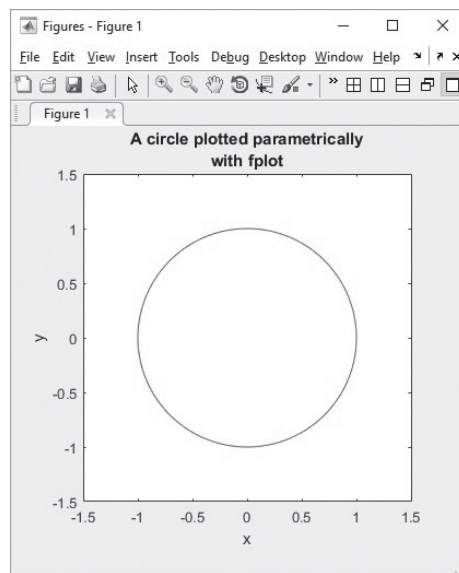 Figures - Figure 1
File Edit View Insert Tools Debug Desktop Window Help
Figure 1
A circle plotted parametrically
with fplot
1.5
1
0.5
0
-0.5
-1
-1.5
y
-1.5 -1 -0.5 0 0.5 1 1.5
x